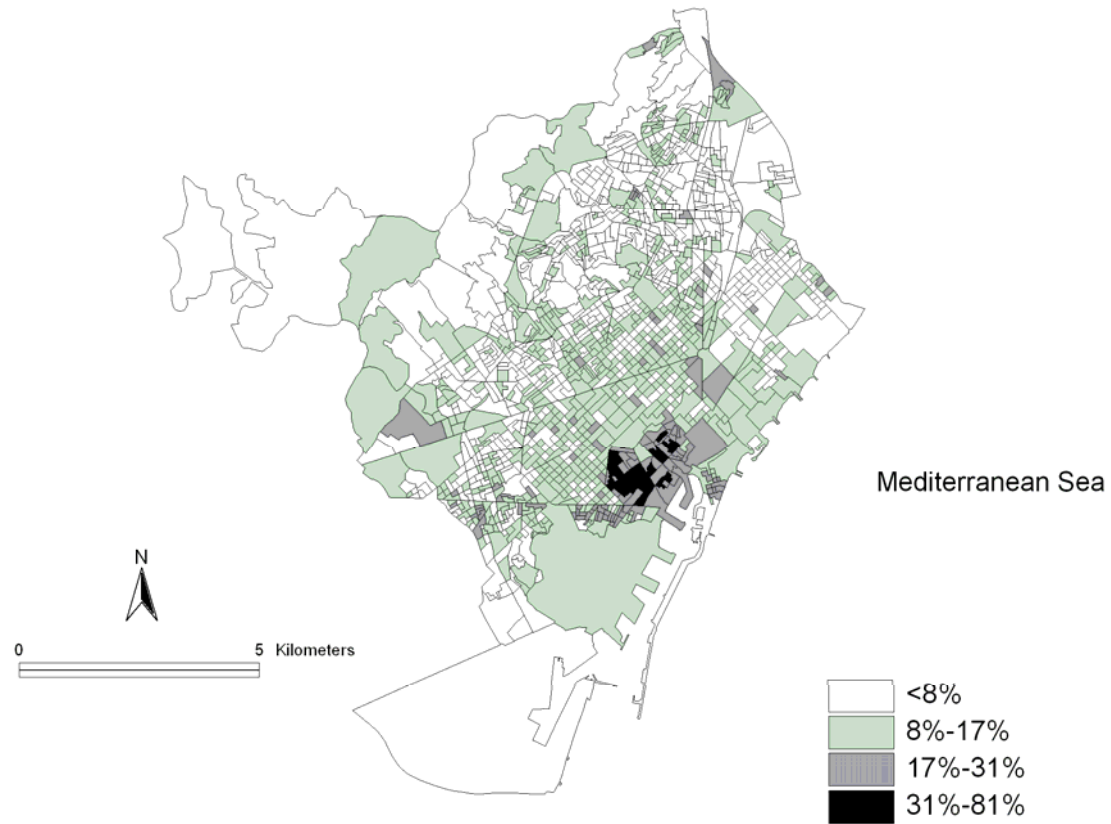 Mediterranean Sea
N
0 5 Kilometers
<8%
8%-17%
17%-31%
31%-81%